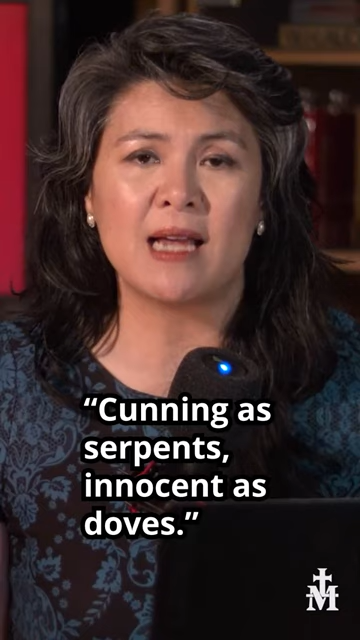 “Cunning as
serpents,
innocent as
doves.”